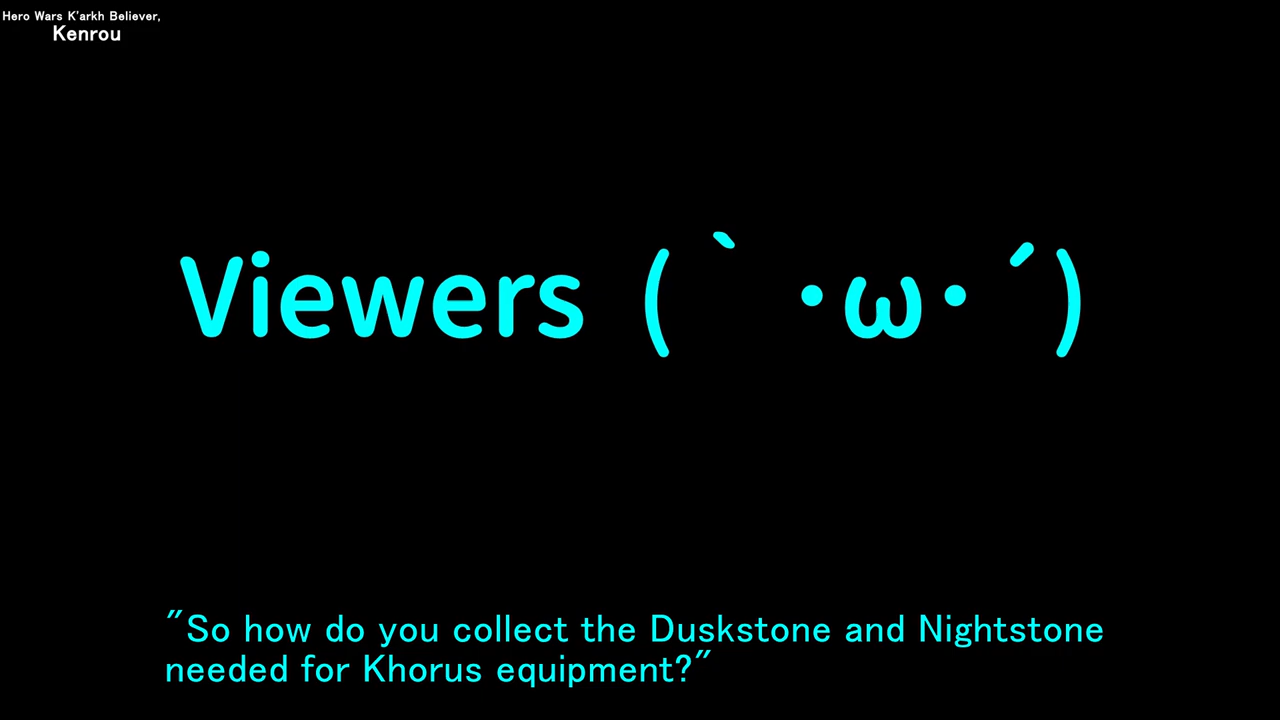 Hero Wars K'arkh Believer,
Kenrou
Viewers (｀・ω・´)
"So how do you collect the Duskstone and Nightstone
needed for Khorus equipment?"